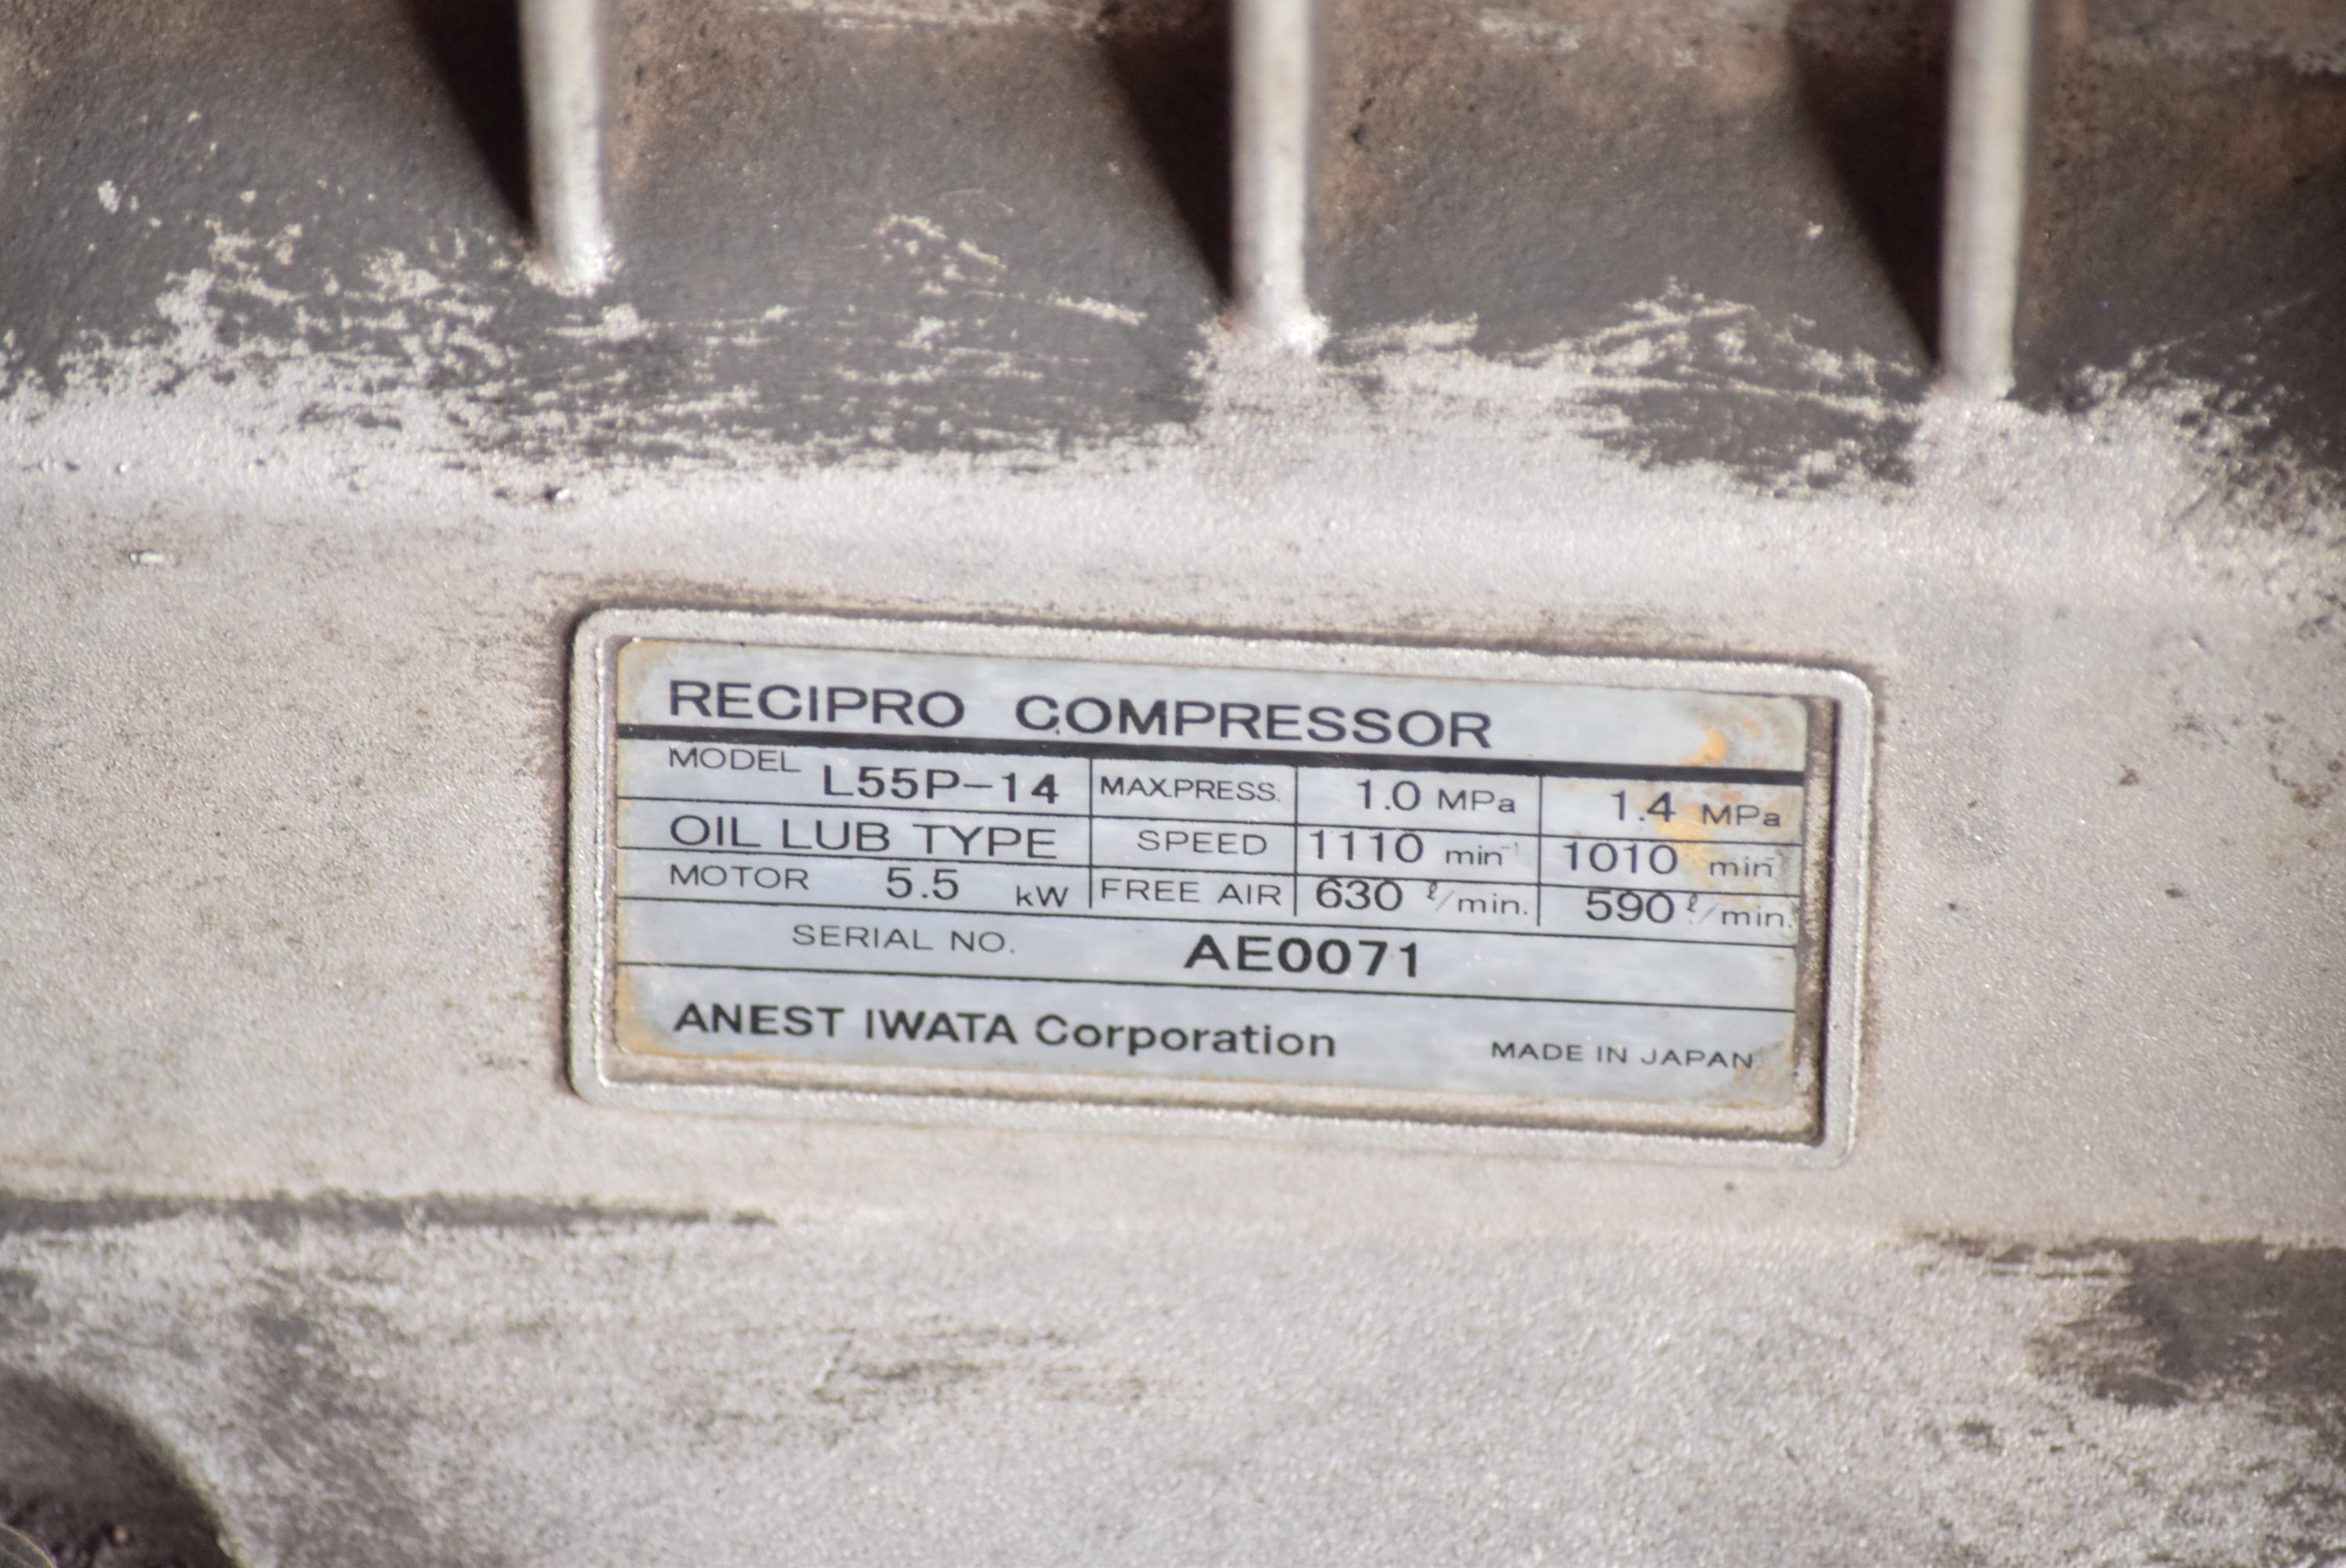 RECIPRO COMPRESSOR
MODEL L55P-14 MAX.PRESS. 1.0 MPa 1.4 MPa
OIL LUB TYPE SPEED 1110 min⁻¹ 1010 min⁻¹
MOTOR 5.5 kW FREE AIR 630 ℓ/min. 590 ℓ/min.
SERIAL NO. AE0071
ANEST IWATA Corporation MADE IN JAPAN